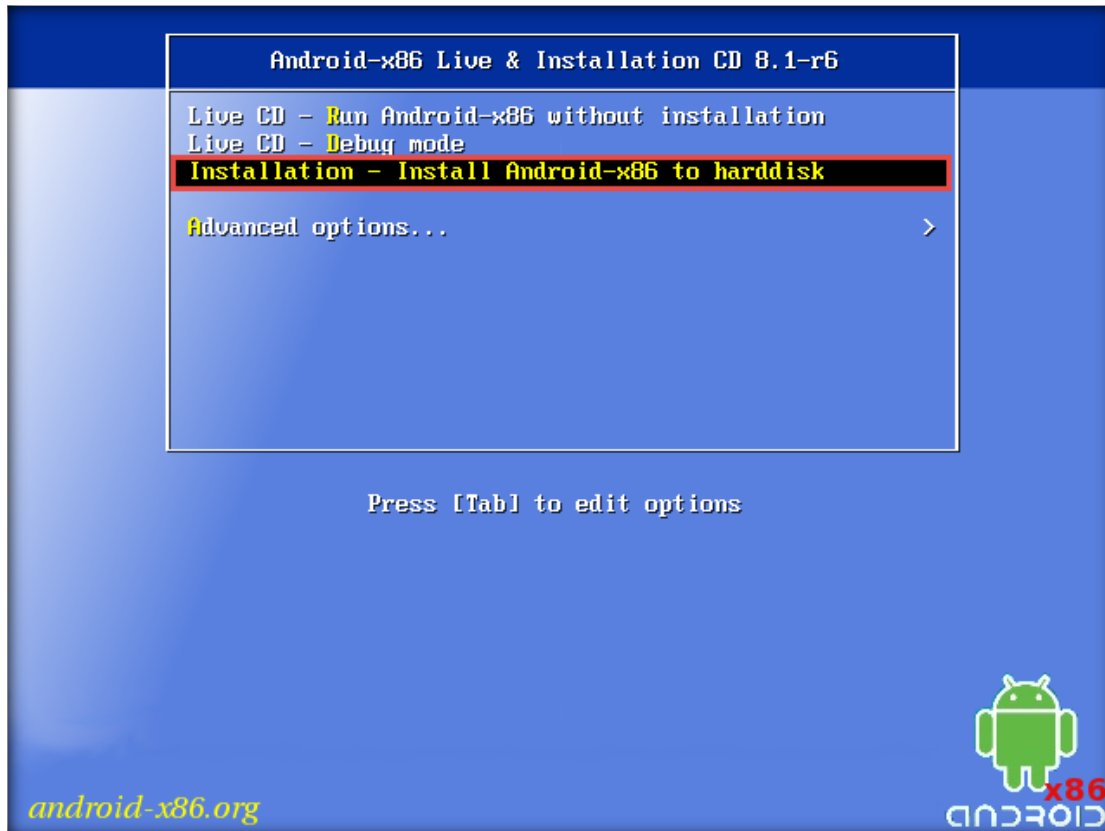 Android-x86 Live & Installation CD 8.1-r6
Live CD - Run Android-x86 without installation
Live CD - Debug mode
Installation - Install Android-x86 to harddisk
Advanced options... >
Press [Tab] to edit options
android-x86.org
x86
ANDROID